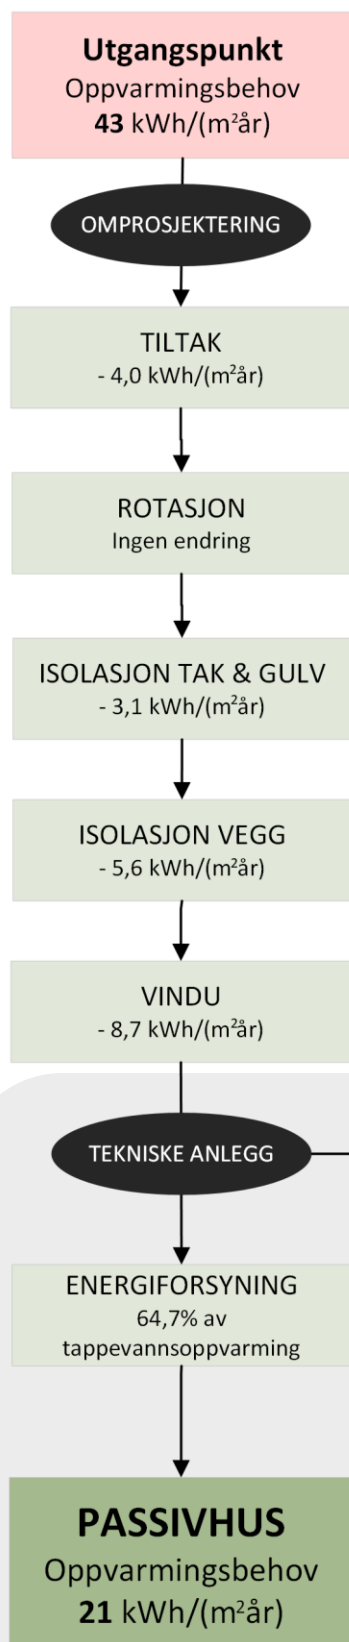 Utgangspunkt
Oppvarmingsbehov
43 kWh/(m²år)
OMPROSJEKTERING
TILTAK
- 4,0 kWh/(m²år)
ROTASJON
Ingen endring
ISOLASJON TAK & GULV
- 3,1 kWh/(m²år)
ISOLASJON VEGG
- 5,6 kWh/(m²år)
VINDU
- 8,7 kWh/(m²år)
TEKNISKE ANLEGG
ENERGIFORSYNING
64,7% av
tappevannsoppvarming
PASSIVHUS
Oppvarmingsbehov
21 kWh/(m²år)